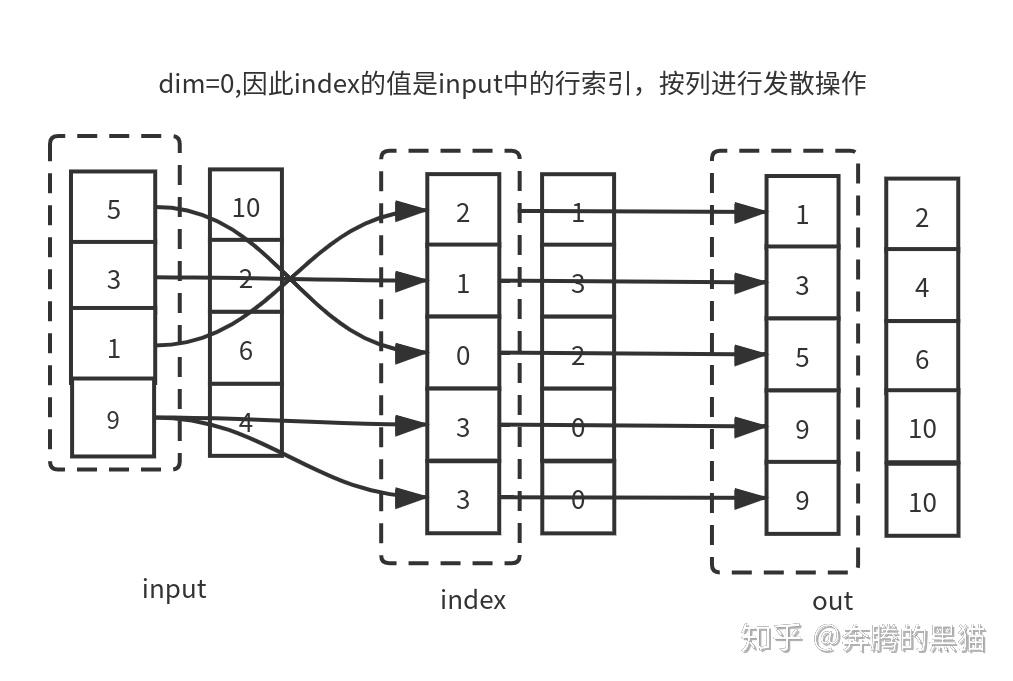 dim=0,因此index的值是input中的行索引，按列进行发散操作
5 10 2 1 1 2
3 2 1 3 3 4
1 6 0 2 5 6
9 4 3 0 9 10
3 0 9 10
input index out
知乎 @奔腾的黑猫